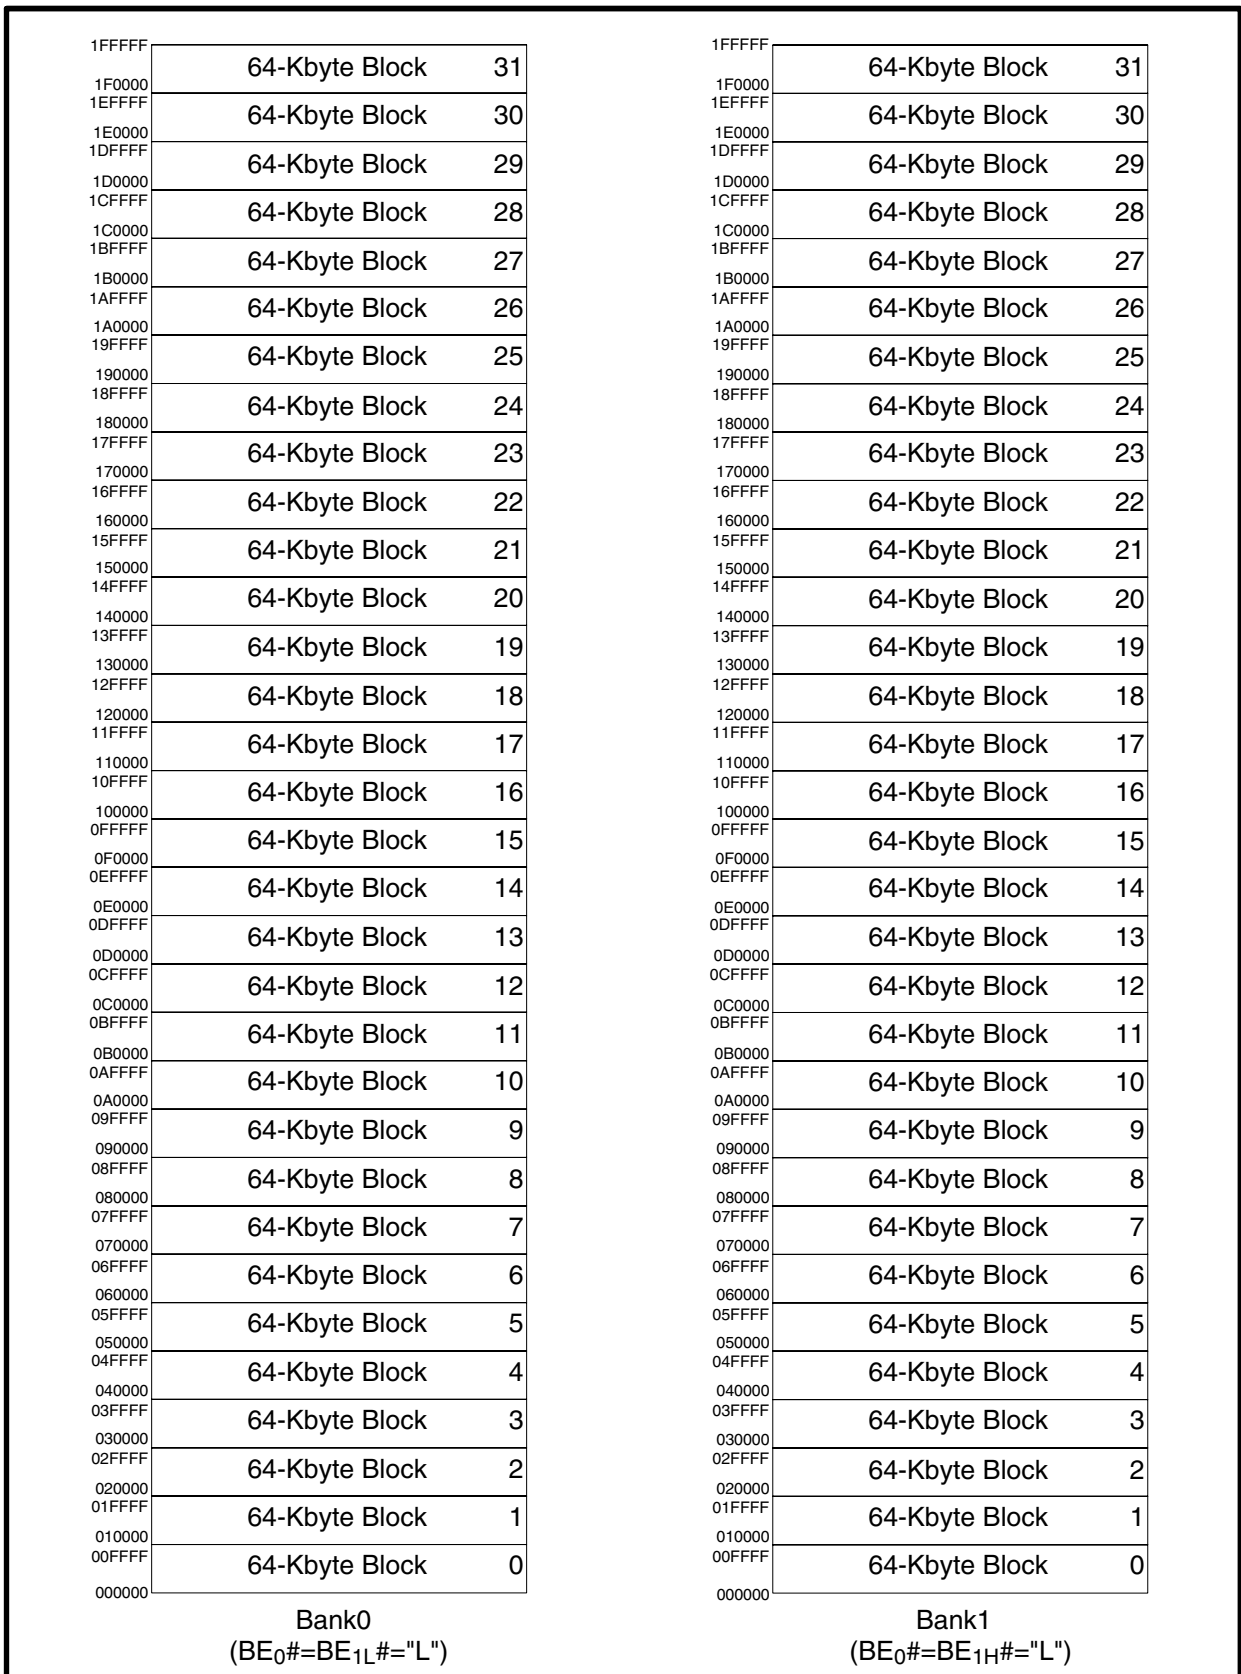 1FFFFF
64-Kbyte Block 31
1F0000
1EFFFF
64-Kbyte Block 30
1E0000
1DFFFF
64-Kbyte Block 29
1D0000
1CFFFF
64-Kbyte Block 28
1C0000
1BFFFF
64-Kbyte Block 27
1B0000
1AFFFF
64-Kbyte Block 26
1A0000
19FFFF
64-Kbyte Block 25
190000
18FFFF
64-Kbyte Block 24
180000
17FFFF
64-Kbyte Block 23
170000
16FFFF
64-Kbyte Block 22
160000
15FFFF
64-Kbyte Block 21
150000
14FFFF
64-Kbyte Block 20
140000
13FFFF
64-Kbyte Block 19
130000
12FFFF
64-Kbyte Block 18
120000
11FFFF
64-Kbyte Block 17
110000
10FFFF
64-Kbyte Block 16
100000
0FFFFF
64-Kbyte Block 15
0F0000
0EFFFF
64-Kbyte Block 14
0E0000
0DFFFF
64-Kbyte Block 13
0D0000
0CFFFF
64-Kbyte Block 12
0C0000
0BFFFF
64-Kbyte Block 11
0B0000
0AFFFF
64-Kbyte Block 10
0A0000
09FFFF
64-Kbyte Block 9
090000
08FFFF
64-Kbyte Block 8
080000
07FFFF
64-Kbyte Block 7
070000
06FFFF
64-Kbyte Block 6
060000
05FFFF
64-Kbyte Block 5
050000
04FFFF
64-Kbyte Block 4
040000
03FFFF
64-Kbyte Block 3
030000
02FFFF
64-Kbyte Block 2
020000
01FFFF
64-Kbyte Block 1
010000
00FFFF
64-Kbyte Block 0
000000
Bank0
(BE0#=BE1L#="L")
1FFFFF
64-Kbyte Block 31
1F0000
1EFFFF
64-Kbyte Block 30
1E0000
1DFFFF
64-Kbyte Block 29
1D0000
1CFFFF
64-Kbyte Block 28
1C0000
1BFFFF
64-Kbyte Block 27
1B0000
1AFFFF
64-Kbyte Block 26
1A0000
19FFFF
64-Kbyte Block 25
190000
18FFFF
64-Kbyte Block 24
180000
17FFFF
64-Kbyte Block 23
170000
16FFFF
64-Kbyte Block 22
160000
15FFFF
64-Kbyte Block 21
150000
14FFFF
64-Kbyte Block 20
140000
13FFFF
64-Kbyte Block 19
130000
12FFFF
64-Kbyte Block 18
120000
11FFFF
64-Kbyte Block 17
110000
10FFFF
64-Kbyte Block 16
100000
0FFFFF
64-Kbyte Block 15
0F0000
0EFFFF
64-Kbyte Block 14
0E0000
0DFFFF
64-Kbyte Block 13
0D0000
0CFFFF
64-Kbyte Block 12
0C0000
0BFFFF
64-Kbyte Block 11
0B0000
0AFFFF
64-Kbyte Block 10
0A0000
09FFFF
64-Kbyte Block 9
090000
08FFFF
64-Kbyte Block 8
080000
07FFFF
64-Kbyte Block 7
070000
06FFFF
64-Kbyte Block 6
060000
05FFFF
64-Kbyte Block 5
050000
04FFFF
64-Kbyte Block 4
040000
03FFFF
64-Kbyte Block 3
030000
02FFFF
64-Kbyte Block 2
020000
01FFFF
64-Kbyte Block 1
010000
00FFFF
64-Kbyte Block 0
000000
Bank1
(BE0#=BE1H#="L")